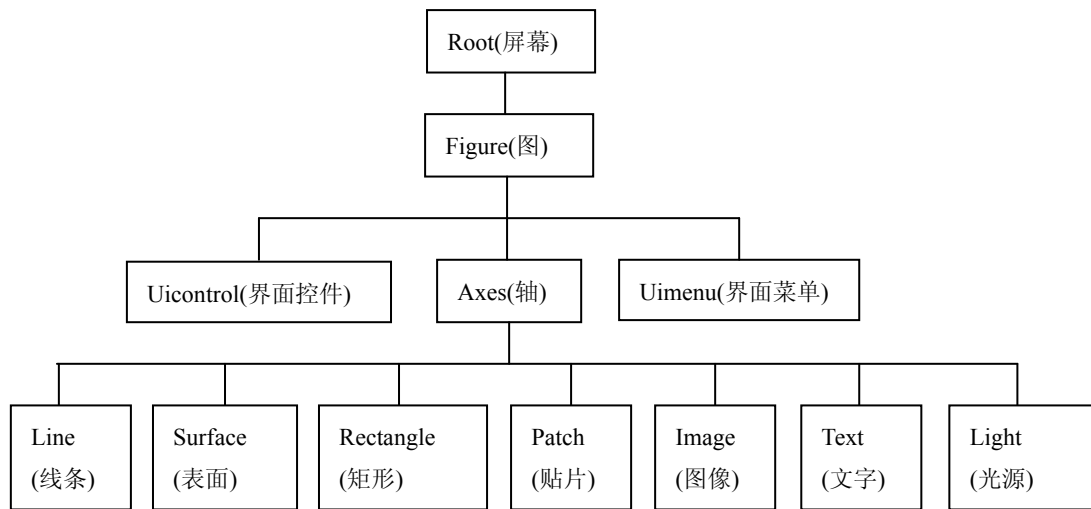 Root(屏幕)
Figure(图)
Uicontrol(界面控件)
Axes(轴)
Uimenu(界面菜单)
Line
(线条)
Surface
(表面)
Rectangle
(矩形)
Patch
(贴片)
Image
(图像)
Text
(文字)
Light
(光源)